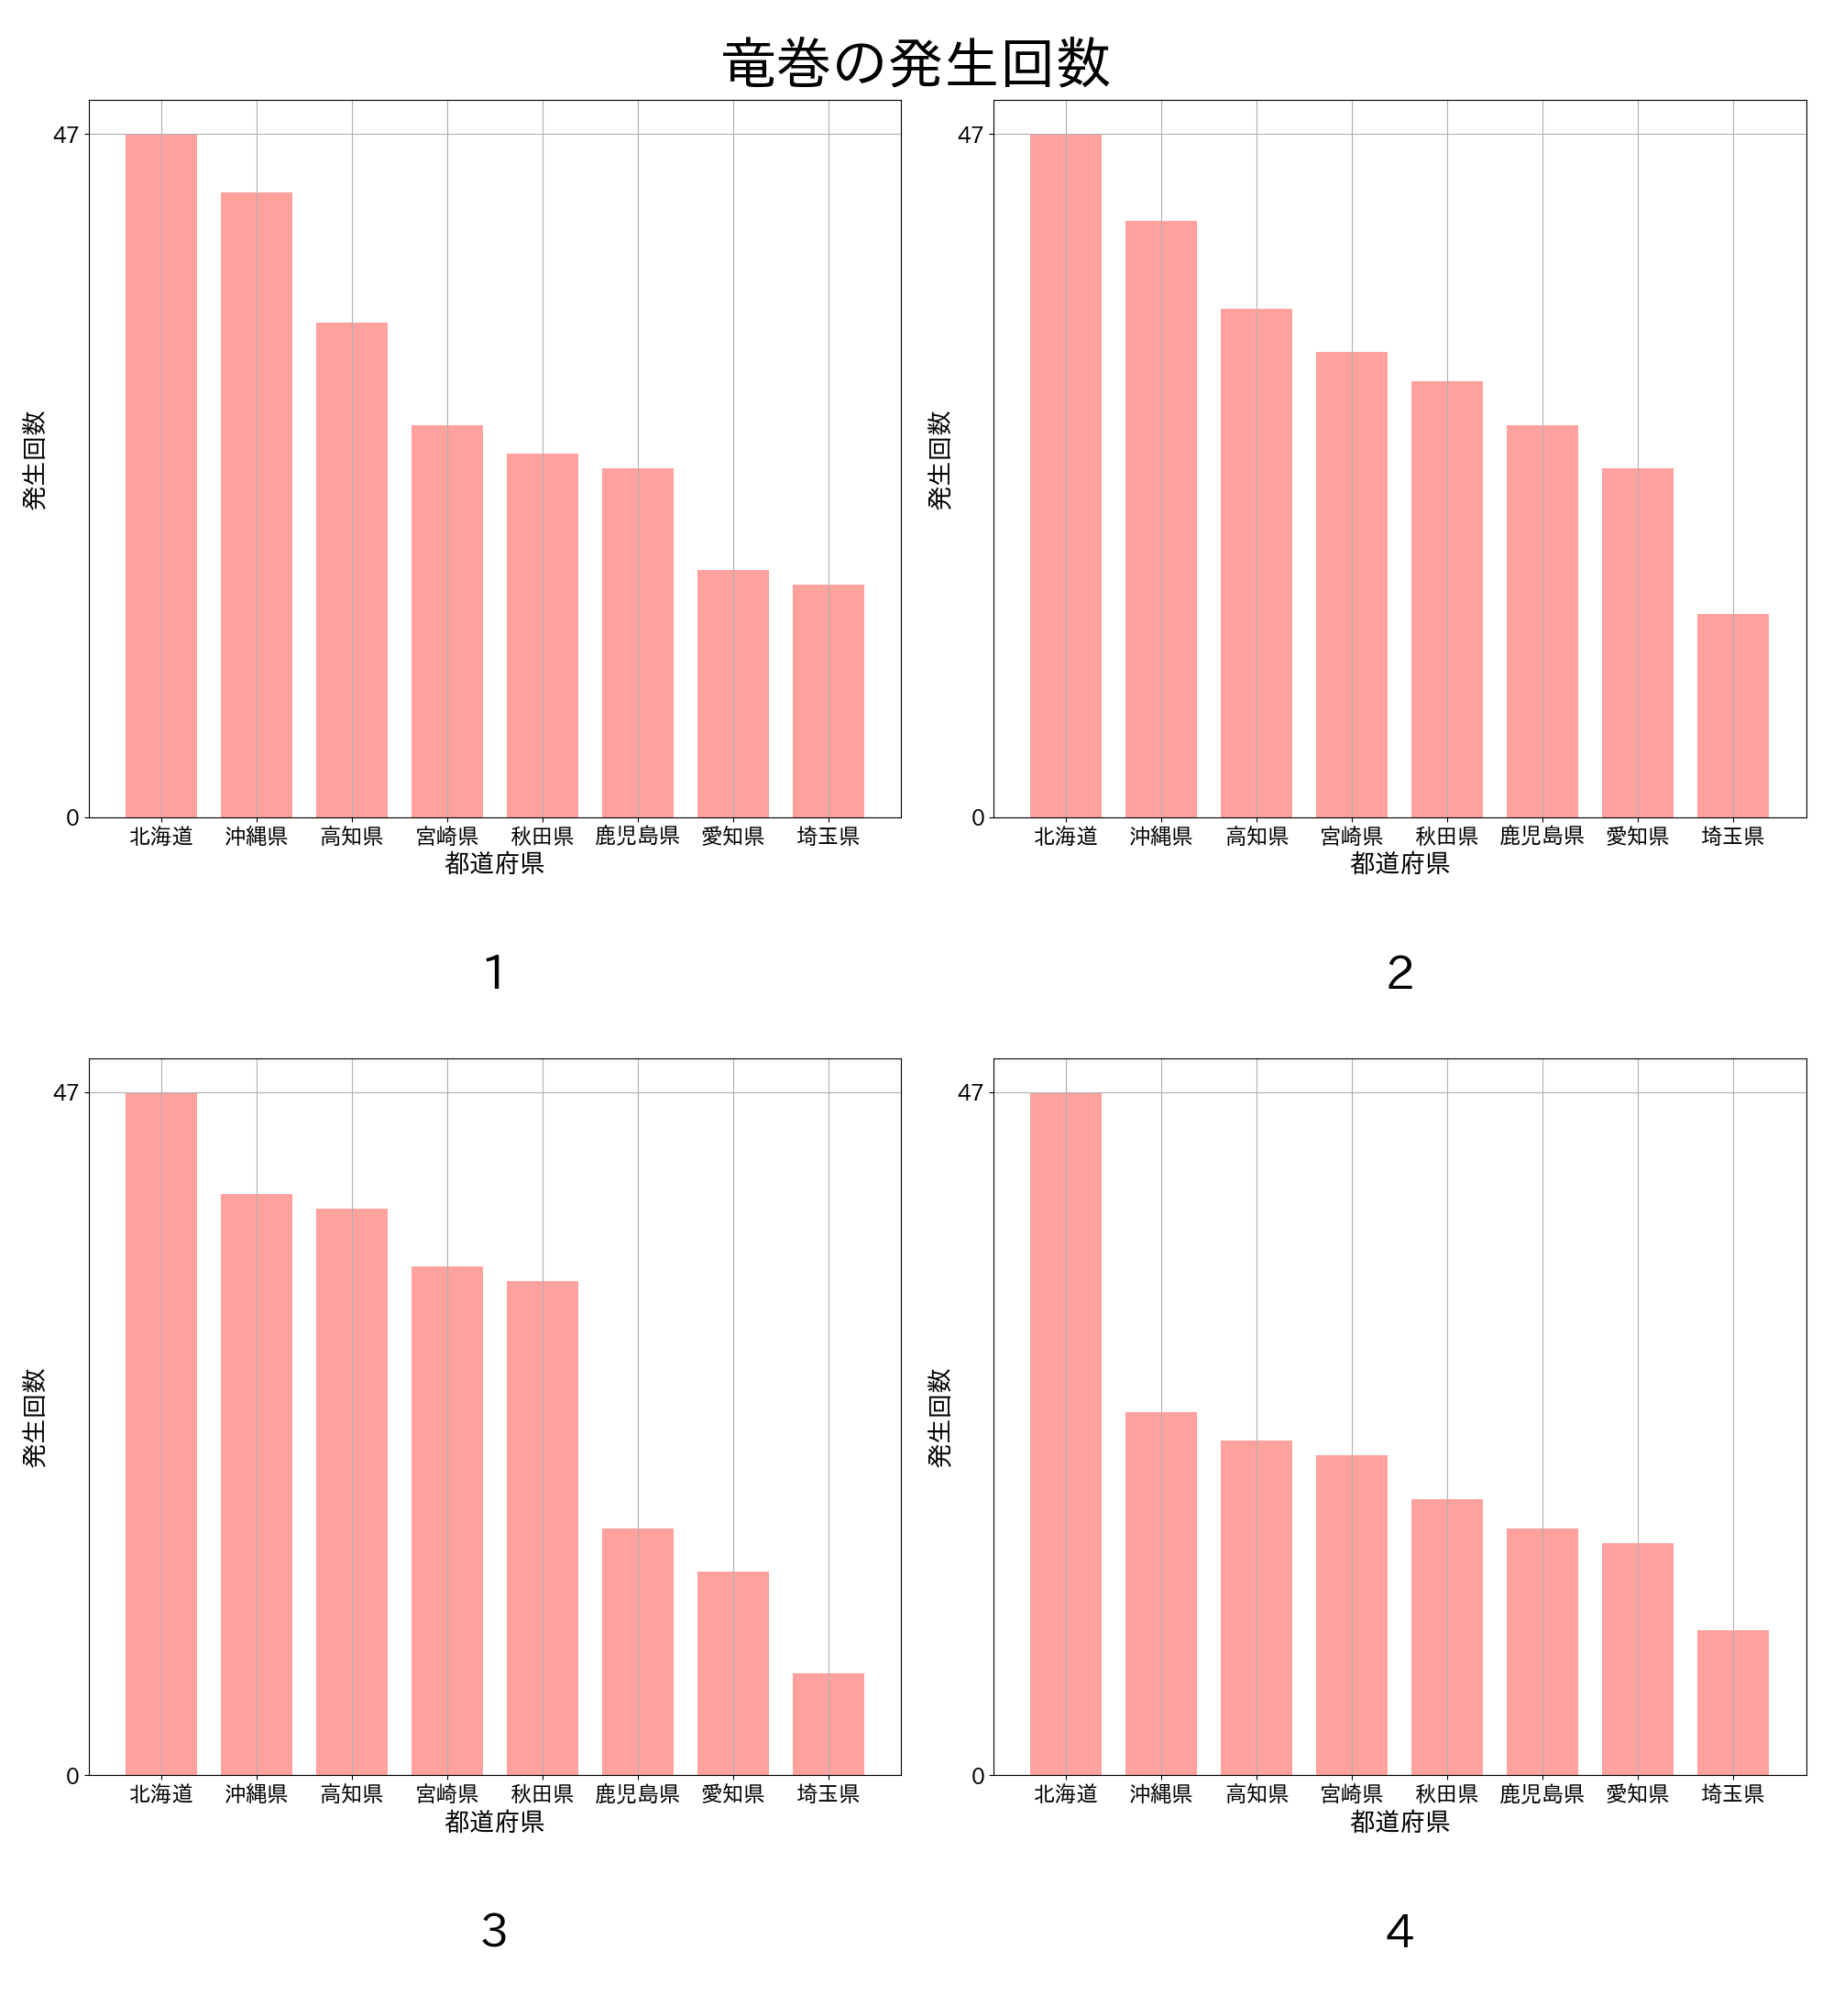 竜巻の発生回数
47
0
発生回数
北海道 沖縄県 高知県 宮崎県 秋田県 鹿児島県 愛知県 埼玉県
都道府県
1
47
0
発生回数
北海道 沖縄県 高知県 宮崎県 秋田県 鹿児島県 愛知県 埼玉県
都道府県
2
47
0
発生回数
北海道 沖縄県 高知県 宮崎県 秋田県 鹿児島県 愛知県 埼玉県
都道府県
3
47
0
発生回数
北海道 沖縄県 高知県 宮崎県 秋田県 鹿児島県 愛知県 埼玉県
都道府県
4